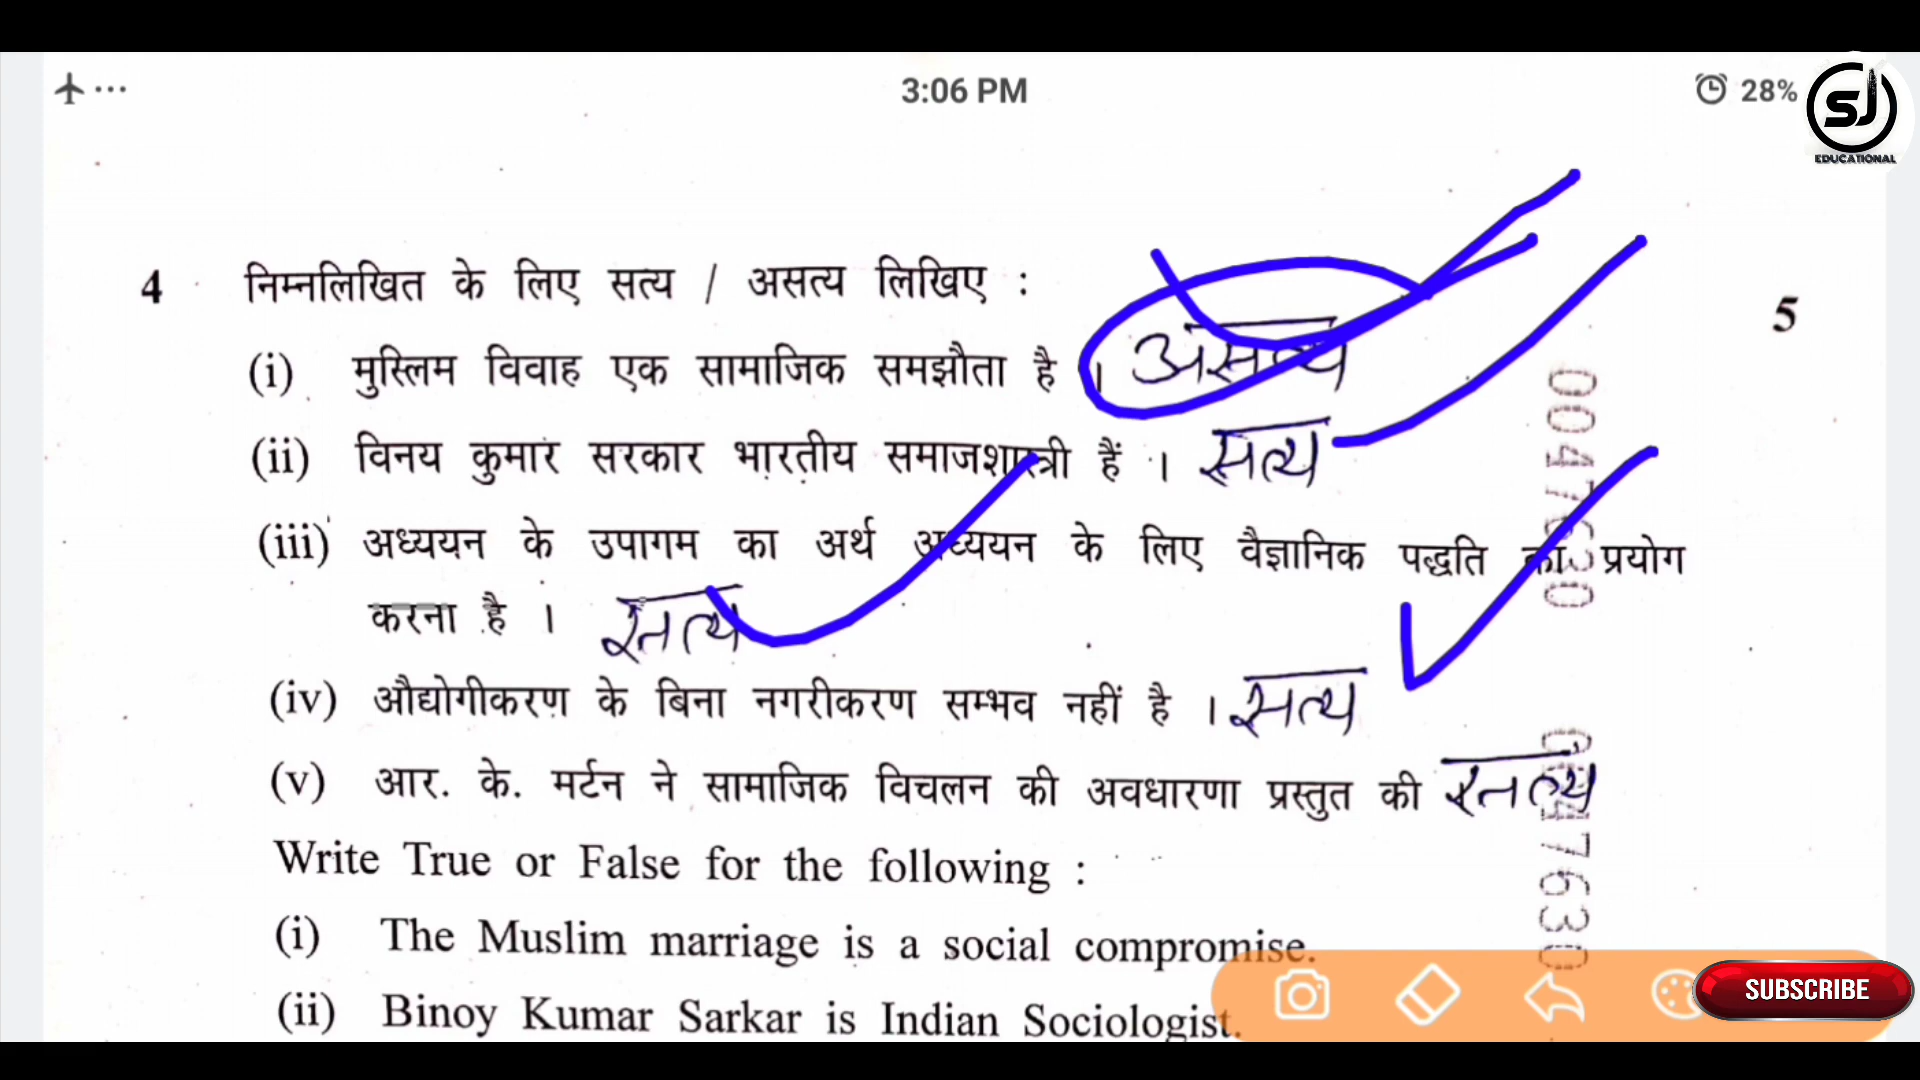 3:06 PM
28%
SJ
EDUCATIONAL
4 निम्नलिखित के लिए सत्य / असत्य लिखिए : 5
(i) मुस्लिम विवाह एक सामाजिक समझौता है । असत्य
(ii) विनय कुमार सरकार भारतीय समाजशास्त्री हैं । सत्य
(iii) अध्ययन के उपागम का अर्थ अध्ययन के लिए वैज्ञानिक पद्धति का प्रयोग
करना है । सत्य
(iv) औद्योगीकरण के बिना नगरीकरण सम्भव नहीं है । सत्य
(v) आर. के. मर्टन ने सामाजिक विचलन की अवधारणा प्रस्तुत की सत्य
Write True or False for the following :
(i) The Muslim marriage is a social compromise.
(ii) Binoy Kumar Sarkar is Indian Sociologist.
0047630
0047630
SUBSCRIBE